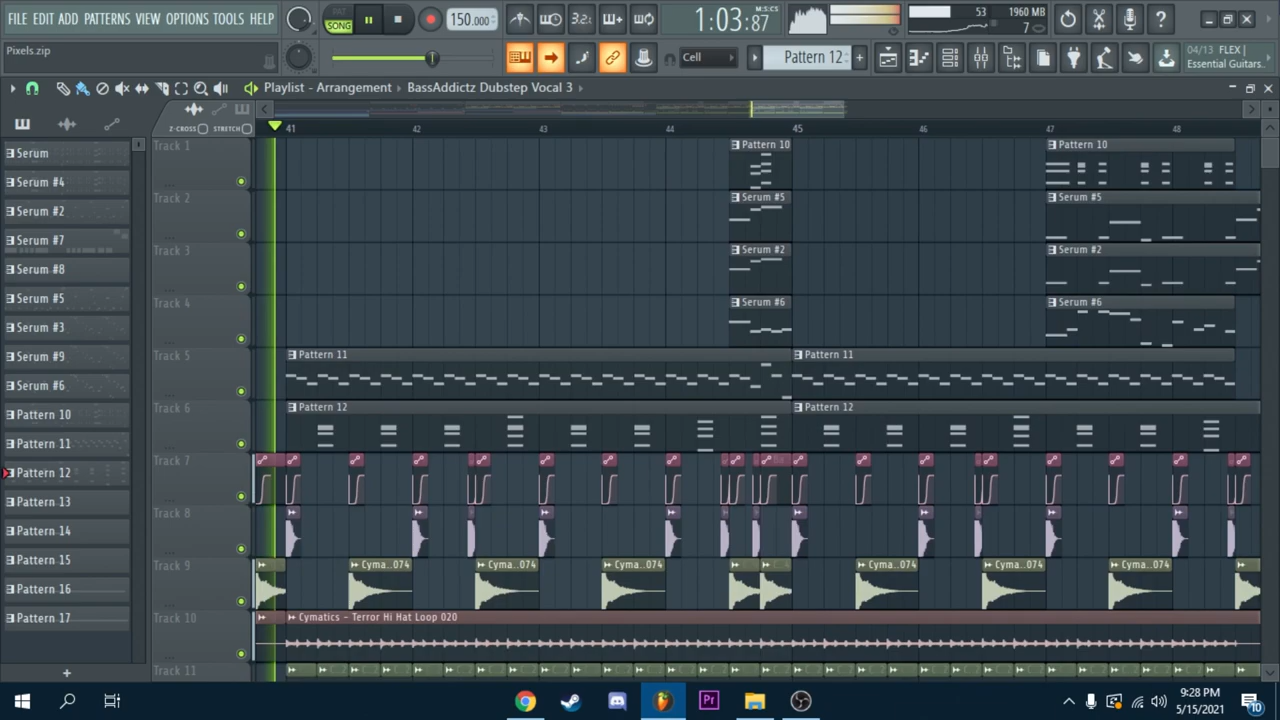 FILE EDIT ADD PATTERNS VIEW OPTIONS TOOLS HELP
PAT
SONG
150.000
3.2
1:03:87
M:S:CS
53
1960 MB
7
Pixels.zip
Cell
Pattern 12
+
04/13 FLEX |
Essential Guitars..
Playlist - Arrangement › BassAddictz Dubstep Vocal 3 ›
Z-CROSS
STRETCH
41
42
43
44
45
46
47
48
Serum
Serum #4
Serum #2
Serum #7
Serum #8
Serum #5
Serum #3
Serum #9
Serum #6
Pattern 10
Pattern 11
Pattern 12
Pattern 13
Pattern 14
Pattern 15
Pattern 16
Pattern 17
+
Track 1
Pattern 10
Pattern 10
Track 2
Serum #5
Serum #5
Track 3
Serum #2
Serum #2
Track 4
Serum #6
Serum #6
Track 5
Pattern 11
Pattern 11
Track 6
Pattern 12
Pattern 12
Track 7
Track 8
Track 9
Cyma..074
Cyma..074
Cyma..074
Cyma..074
Cyma..074
Cyma..074
Track 10
Cymatics - Terror Hi Hat Loop 020
Track 11
Pr
9:28 PM
5/15/2021
10